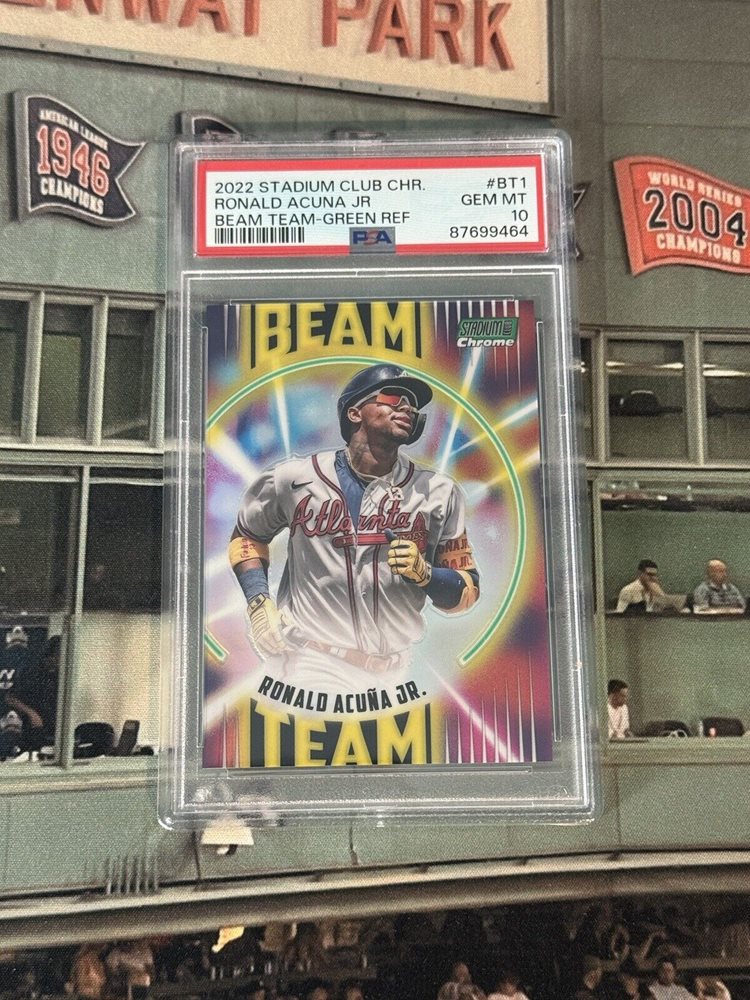 PARK
AMERICAN LEAGUE
1946
CHAMPIONS
WORLD SERIES
2004
CHAMPIONS
2022 STADIUM CLUB CHR. #BT1
RONALD ACUNA JR GEM MT
BEAM TEAM-GREEN REF 10
PSA 87699464
BEAM
STADIUM CLUB
Chrome
Atlanta
RONALD ACUÑA JR.
TEAM